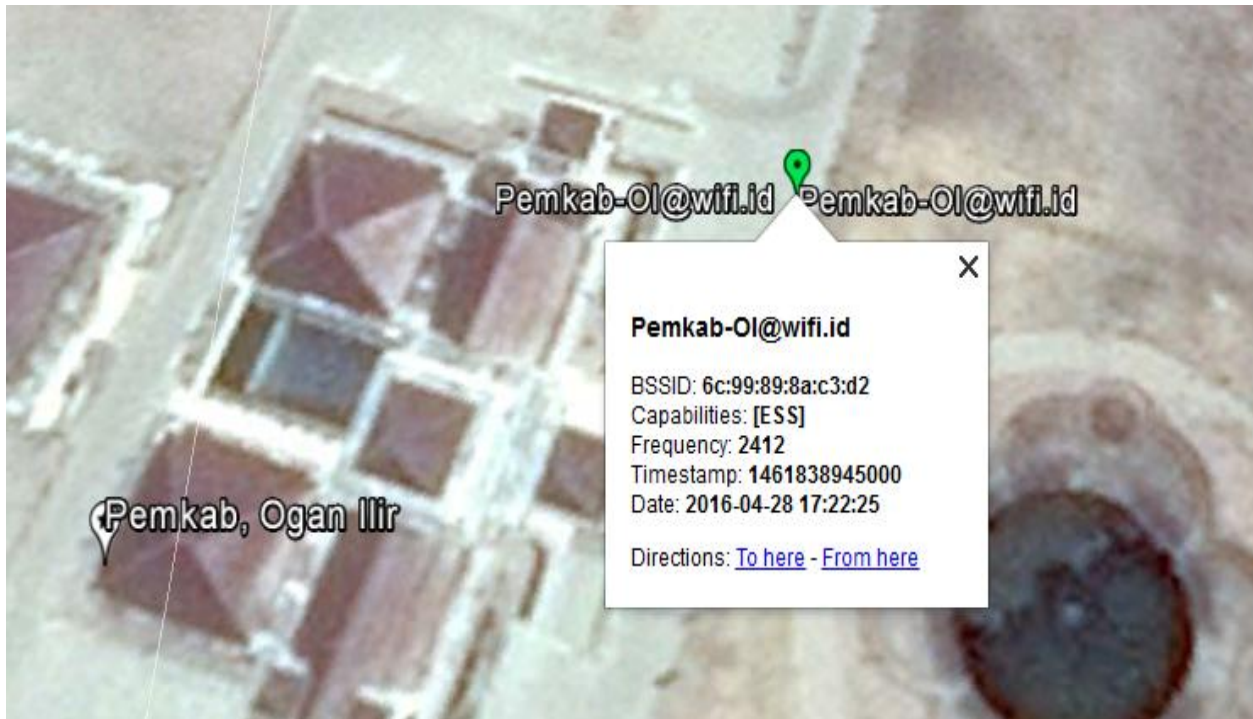 Pemkab-OI@wifi.id Pemkab-OI@wifi.id
Pemkab-OI@wifi.id
BSSID: 6c:99:89:8a:c3:d2
Capabilities: [ESS]
Frequency: 2412
Timestamp: 1461838945000
Date: 2016-04-28 17:22:25
Directions: To here - From here
Pemkab, Ogan Ilir